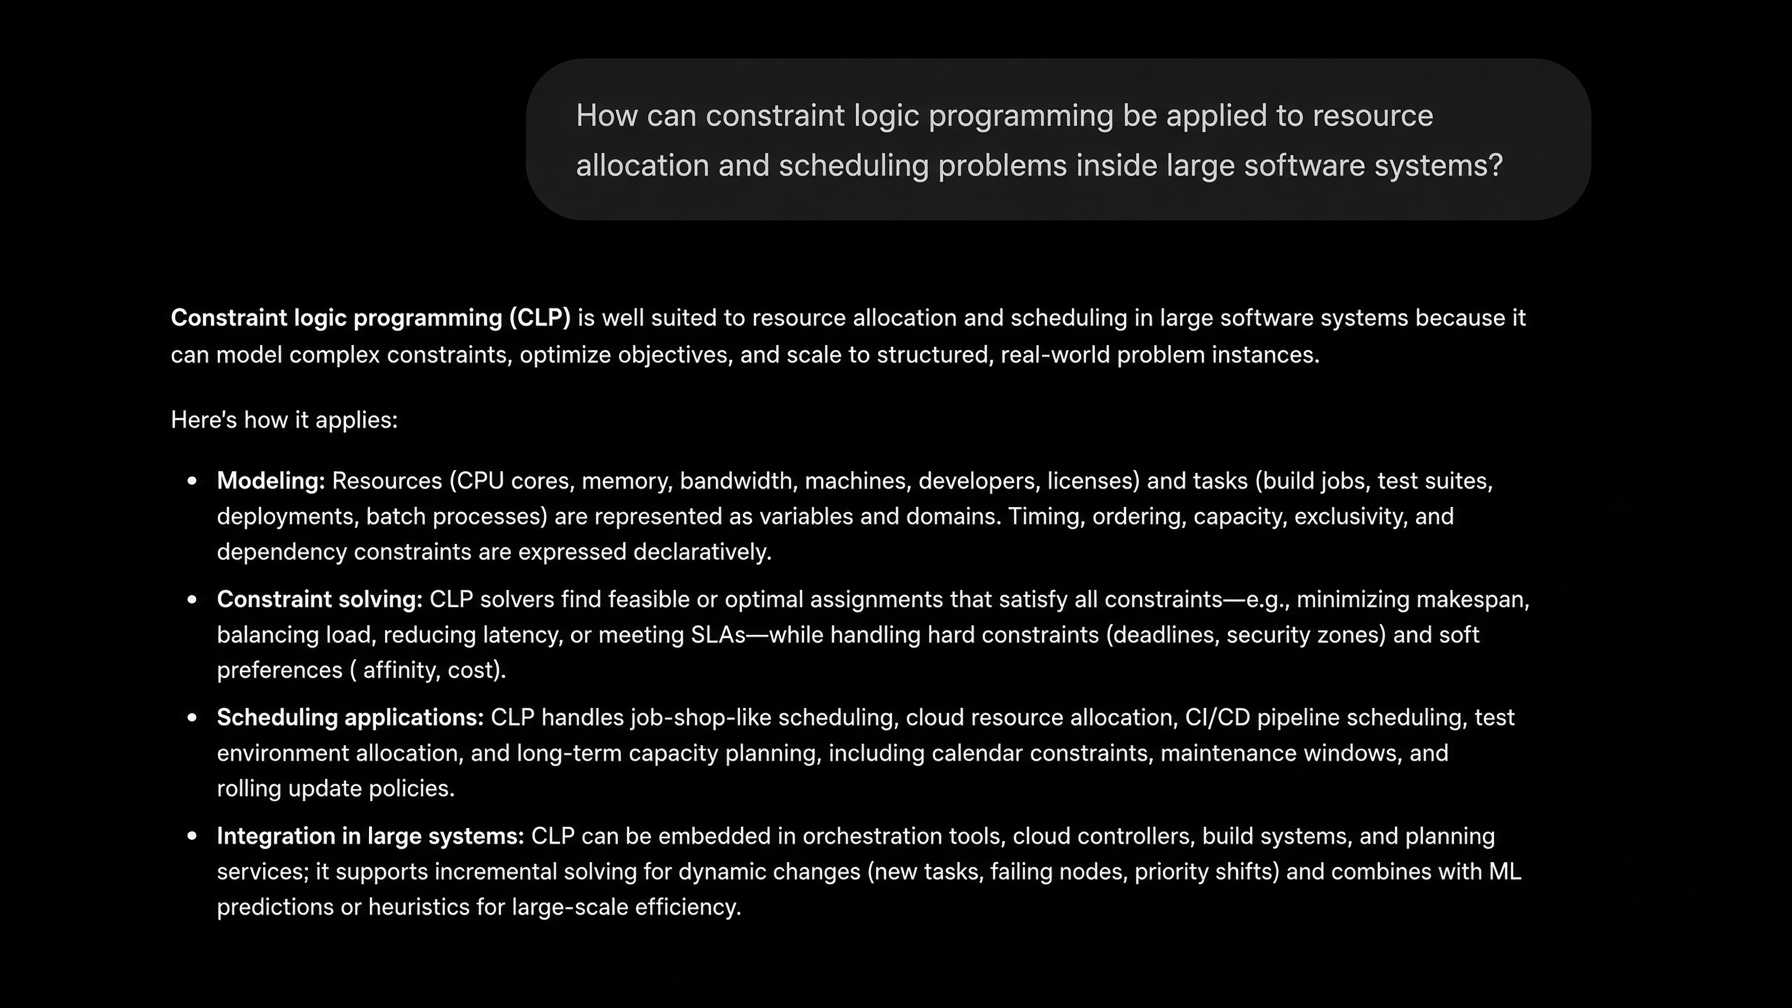 How can constraint logic programming be applied to resource
allocation and scheduling problems inside large software systems?
Constraint logic programming (CLP) is well suited to resource allocation and scheduling in large software systems because it
can model complex constraints, optimize objectives, and scale to structured, real-world problem instances.
Here's how it applies:
• Modeling: Resources (CPU cores, memory, bandwidth, machines, developers, licenses) and tasks (build jobs, test suites,
deployments, batch processes) are represented as variables and domains. Timing, ordering, capacity, exclusivity, and
dependency constraints are expressed declaratively.
• Constraint solving: CLP solvers find feasible or optimal assignments that satisfy all constraints—e.g., minimizing makespan,
balancing load, reducing latency, or meeting SLAs—while handling hard constraints (deadlines, security zones) and soft
preferences ( affinity, cost).
• Scheduling applications: CLP handles job-shop-like scheduling, cloud resource allocation, CI/CD pipeline scheduling, test
environment allocation, and long-term capacity planning, including calendar constraints, maintenance windows, and
rolling update policies.
• Integration in large systems: CLP can be embedded in orchestration tools, cloud controllers, build systems, and planning
services; it supports incremental solving for dynamic changes (new tasks, failing nodes, priority shifts) and combines with ML
predictions or heuristics for large-scale efficiency.